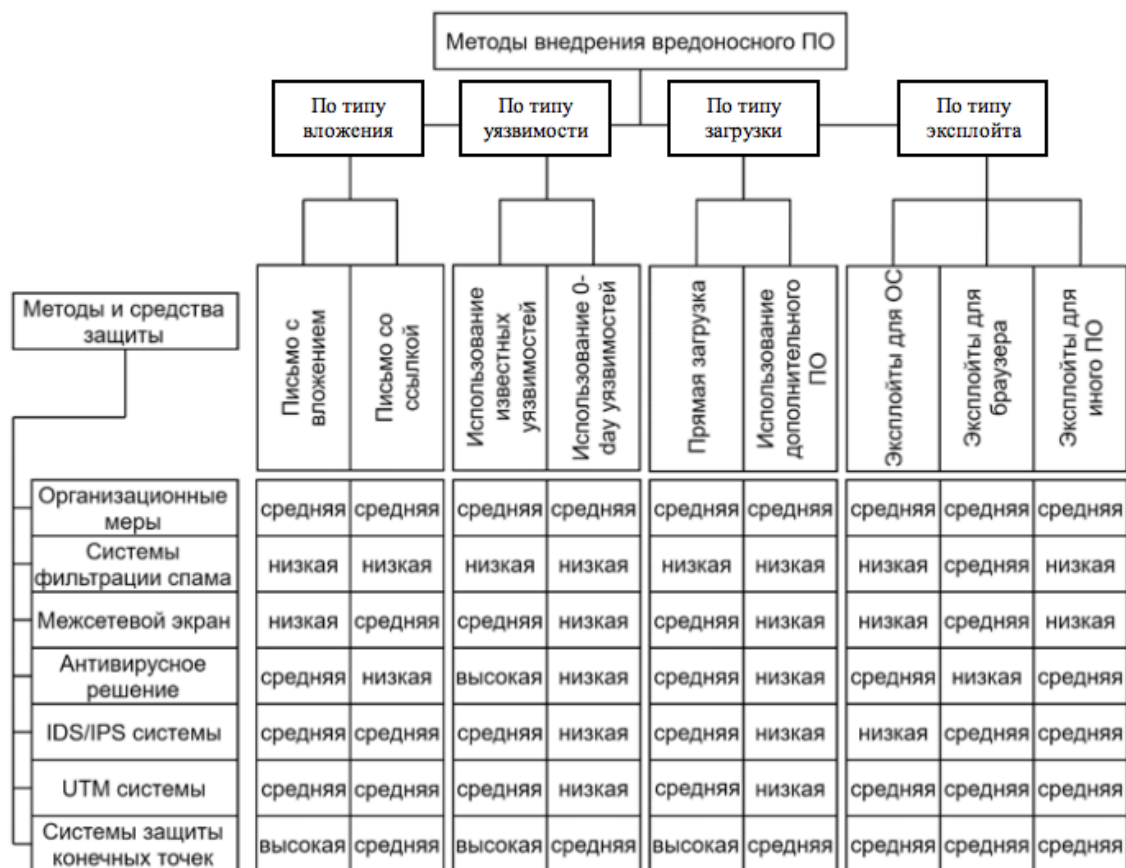 Методы внедрения вредоносного ПО
По типу
вложения
По типу
уязвимости
По типу
загрузки
По типу
эксплойта
Методы и средства
защиты
Письмо с
вложением
Письмо со
ссылкой
Использование
известных
уязвимостей
Использование 0-
day уязвимостей
Прямая загрузка
Использование
дополнительного
ПО
Эксплойты для ОС
Эксплойты для
браузера
Эксплойты для
иного ПО
Организационные
меры
средняя средняя средняя средняя средняя средняя средняя средняя средняя
Системы
фильтрации спама
низкая низкая низкая низкая низкая низкая низкая средняя низкая
Межсетевой экран
низкая средняя средняя низкая средняя низкая низкая средняя низкая
Антивирусное
решение
средняя низкая высокая низкая средняя низкая средняя низкая средняя
IDS/IPS системы
средняя средняя средняя низкая средняя низкая низкая средняя средняя
UTM системы
средняя средняя средняя низкая средняя низкая средняя средняя средняя
Системы защиты
конечных точек
высокая средняя высокая средняя высокая средняя средняя средняя средняя